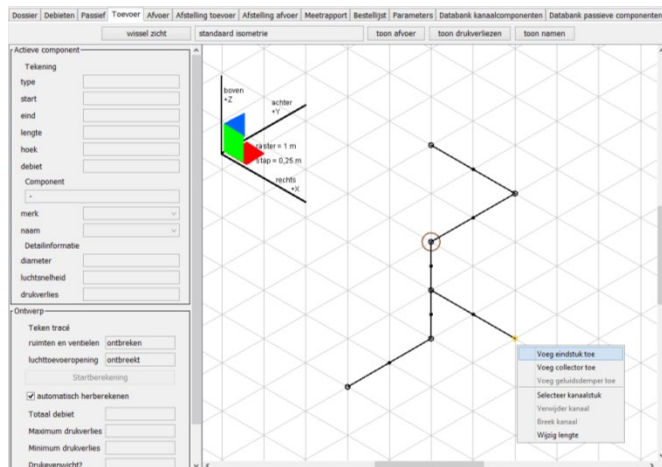 Dossier Debieten Passief Toevoer Afvoer Afstelling toevoer Afstelling afvoer Meetrapport Bestellijst Parameters Databank kanaalcomponenten Databank passieve componenten
wissel zicht standaard isometrie toon afvoer toon drukverliezen toon namen
Actieve component
Tekening
type
start
eind
lengte
hoek
debiet
Component
-
merk
naam
Detailinformatie
diameter
luchtsnelheid
drukverlies
Ontwerp
Teken tracé
ruimten en ventielen ontbreken
luchttoevoeropening ontbreekt
Startberekening
automatisch herberekenen
Totaal debiet
Maximum drukverlies
Minimum drukverlies
Drukevenwicht?
boven
+Z
achter
+Y
raster = 1 m
stap = 0,25 m
rechts
+X
Voeg eindstuk toe
Voeg collector toe
Voeg geluidsdemper toe
Selecteer kanaalstuk
Verwijder kanaal
Breek kanaal
Wijzig lengte